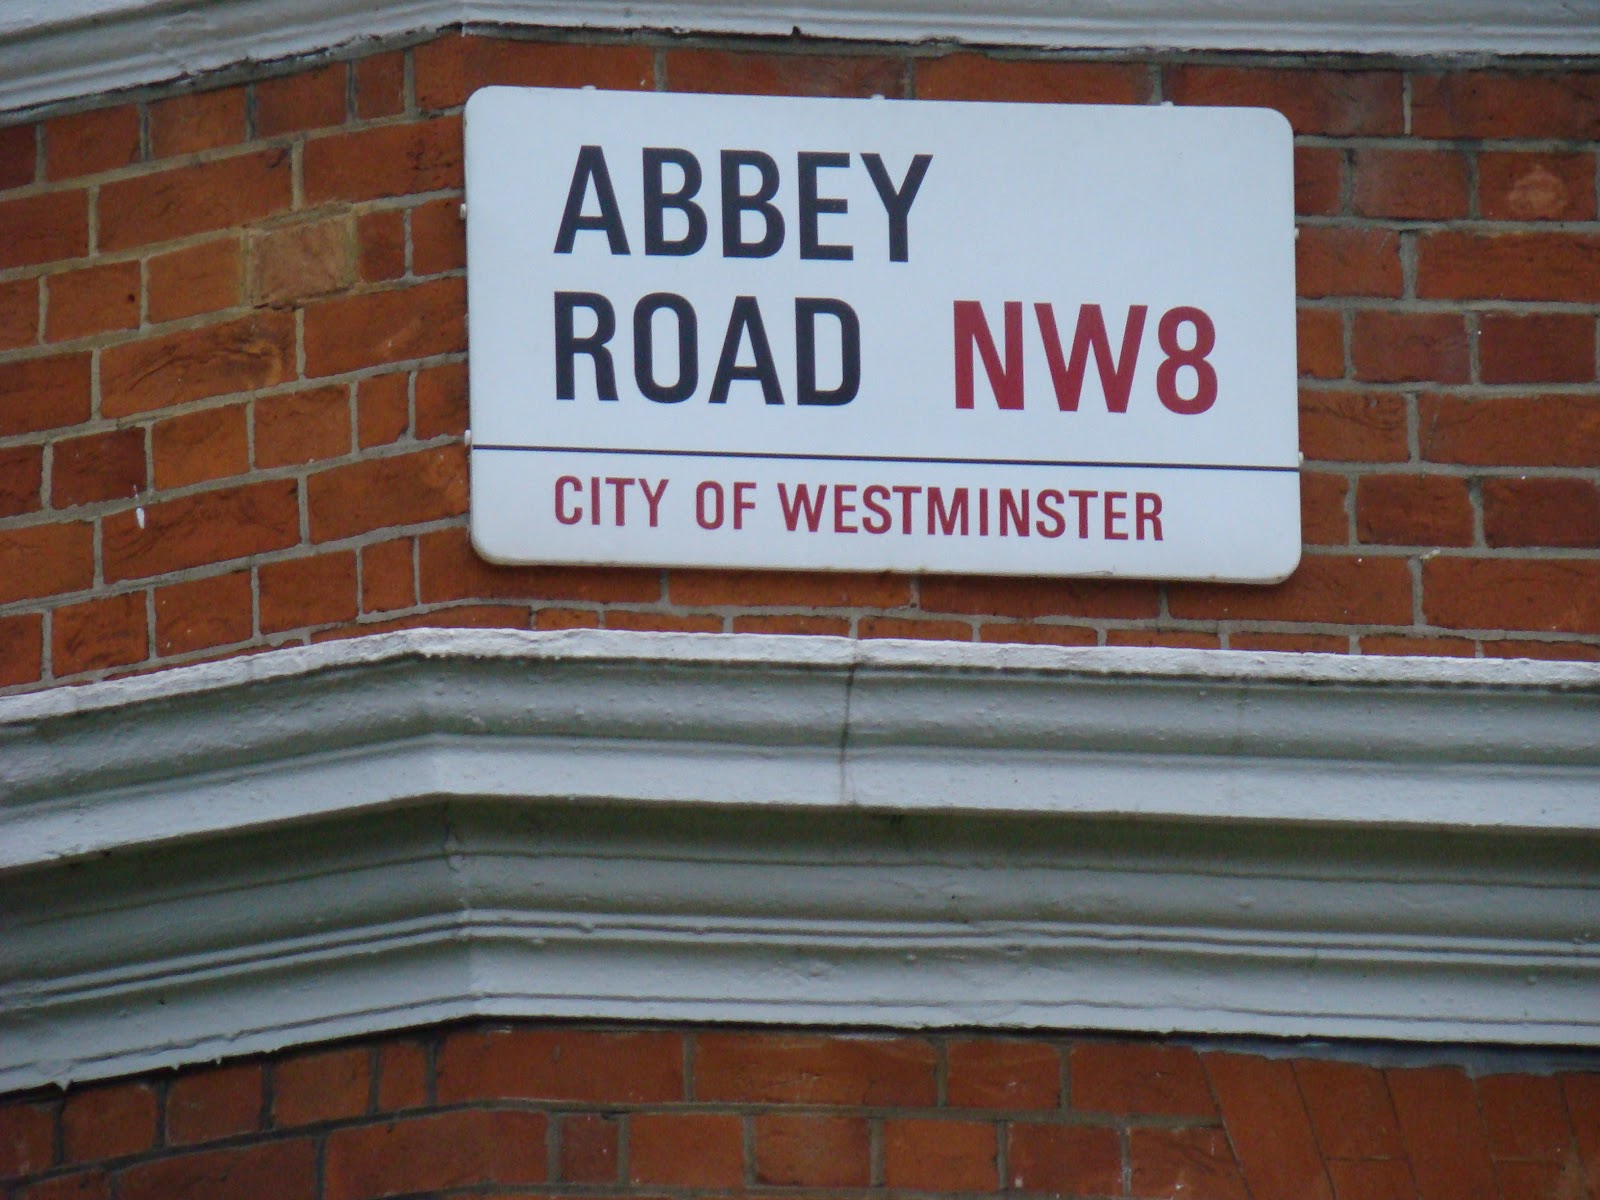 ABBEY
ROAD NW8
CITY OF WESTMINSTER